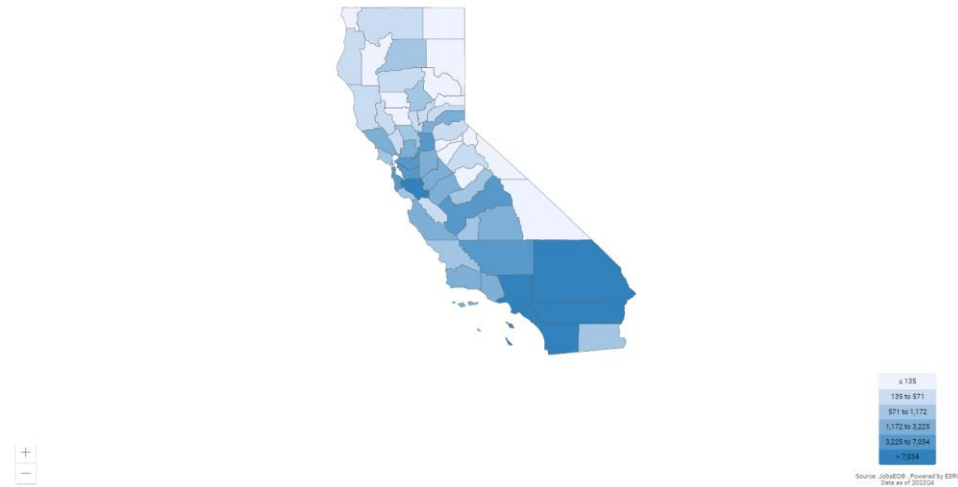 ≤ 135
135 to 571
571 to 1,172
1,172 to 3,225
3,225 to 7,034
> 7,034
Source: JobsEQ®, Powered by ESRI
Data as of 2022Q4
+
−